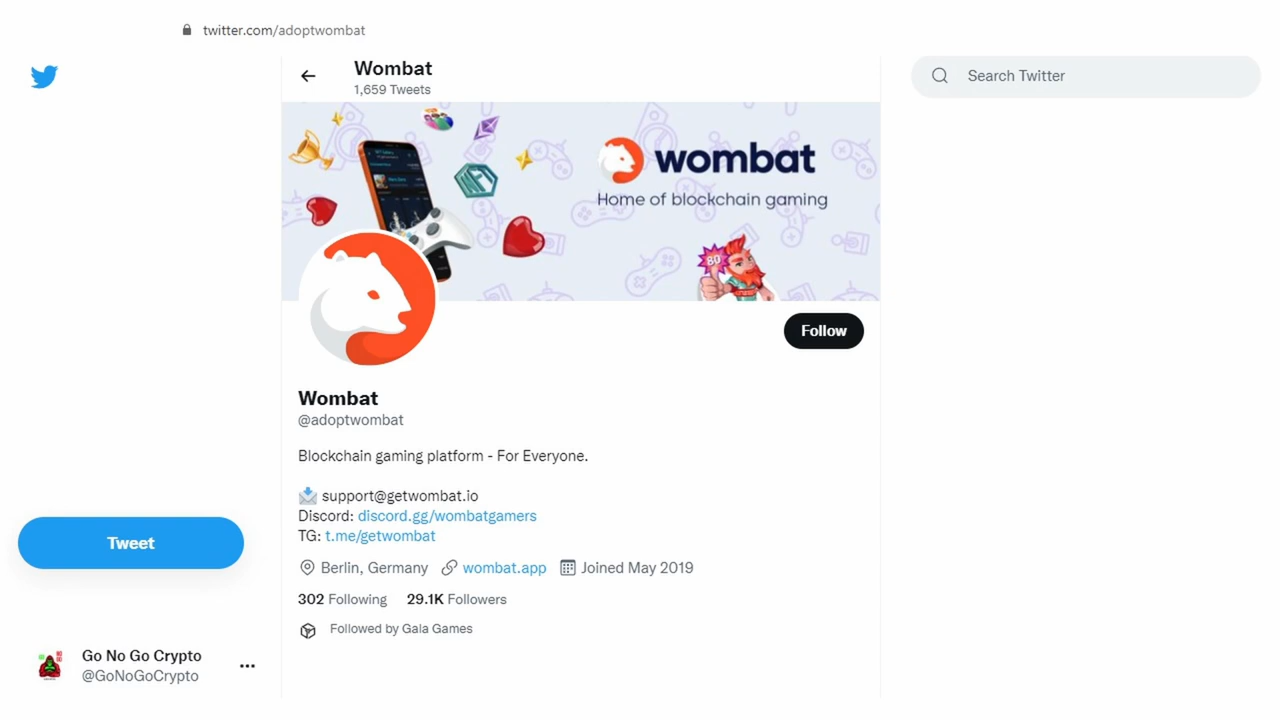 twitter.com/adoptwombat
Wombat
1,659 Tweets
Search Twitter
wombat
Home of blockchain gaming
NFT
80
Follow
Wombat
@adoptwombat
Blockchain gaming platform - For Everyone.
support@getwombat.io
Discord: discord.gg/wombatgamers
TG: t.me/getwombat
Berlin, Germany wombat.app Joined May 2019
302 Following 29.1K Followers
Followed by Gala Games
Tweet
Go No Go Crypto
@GoNoGoCrypto